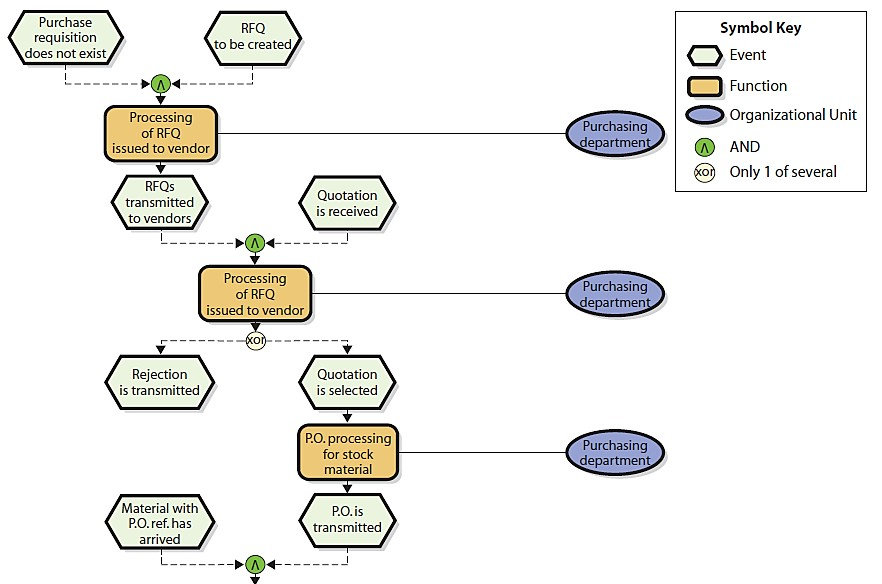 Purchase
requisition
does not exist
RFQ
to be created
Λ
Processing
of RFQ
issued to vendor
Purchasing
department
RFQs
transmitted
to vendors
Quotation
is received
Λ
Processing
of RFQ
issued to vendor
Purchasing
department
xor
Rejection
is transmitted
Quotation
is selected
P.O. processing
for stock
material
Purchasing
department
Material with
P.O. ref. has
arrived
P.O. is
transmitted
Λ
Symbol Key
Event
Function
Organizational Unit
Λ AND
xor Only 1 of several